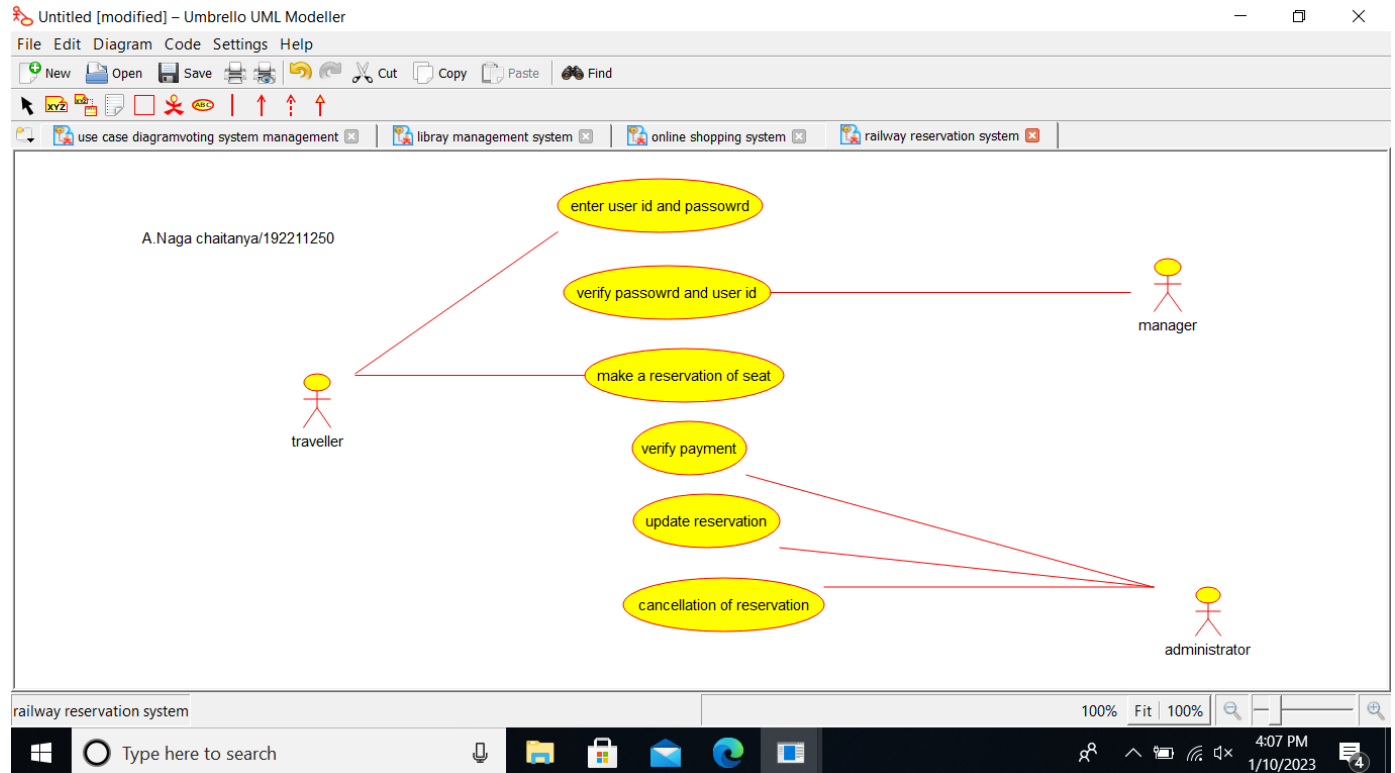 Untitled [modified] – Umbrello UML Modeller
File Edit Diagram Code Settings Help
New Open Save Cut Copy Paste Find
XYZ ABC
use case diagramvoting system management libray management system online shopping system railway reservation system
enter user id and passowrd
A.Naga chaitanya/192211250
verify passowrd and user id
manager
make a reservation of seat
traveller
verify payment
update reservation
cancellation of reservation
administrator
railway reservation system 100% Fit 100%
Type here to search 4:07 PM
1/10/2023 4